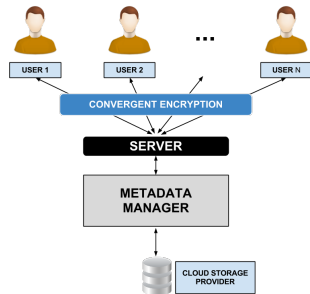 ...
USER 1
USER 2
USER N
CONVERGENT ENCRYPTION
SERVER
METADATA
MANAGER
CLOUD STORAGE
PROVIDER